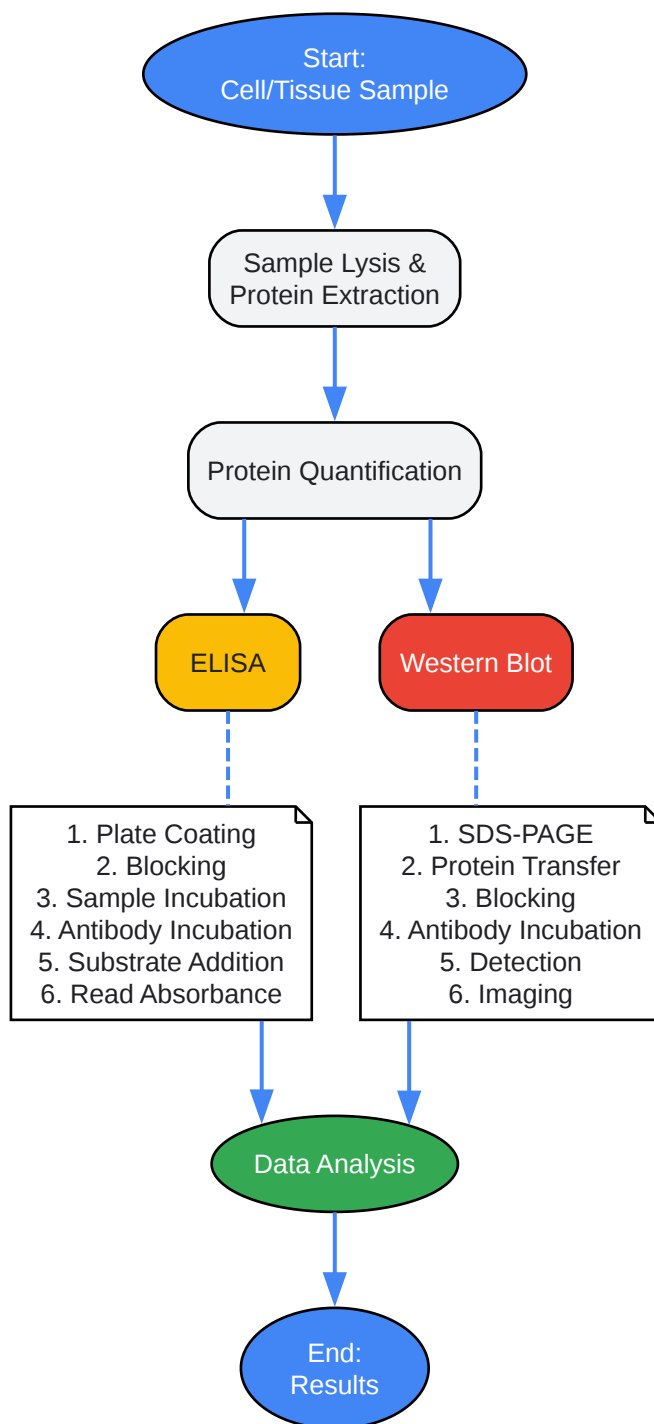 Start:
Cell/Tissue Sample
Sample Lysis &
Protein Extraction
Protein Quantification
ELISA
Western Blot
1. Plate Coating
2. Blocking
3. Sample Incubation
4. Antibody Incubation
5. Substrate Addition
6. Read Absorbance
1. SDS-PAGE
2. Protein Transfer
3. Blocking
4. Antibody Incubation
5. Detection
6. Imaging
Data Analysis
End:
Results